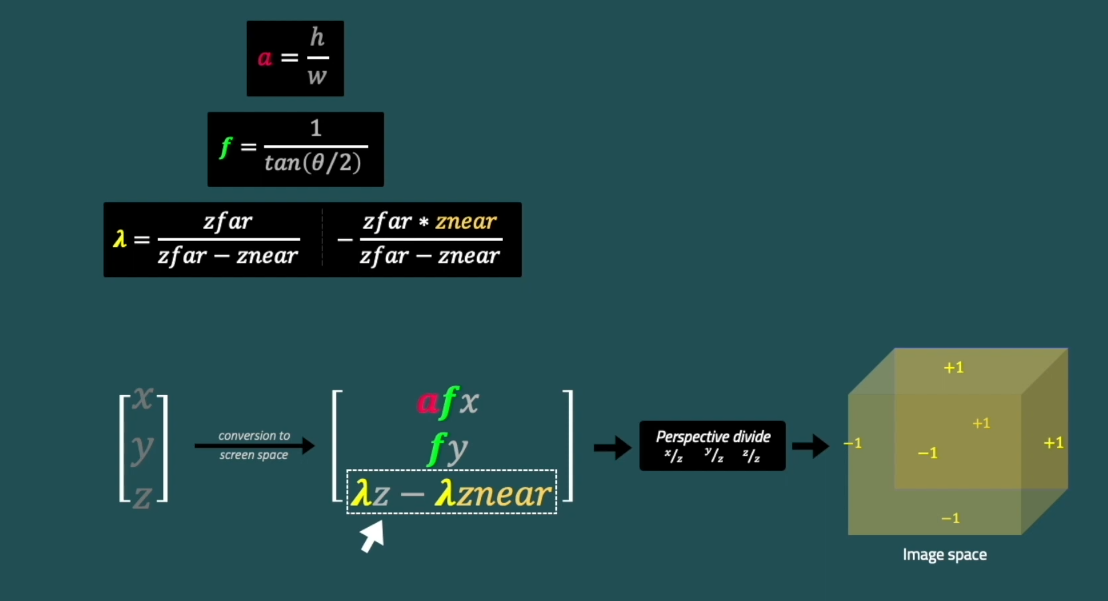 a = h/w
f = 1/tan(θ/2)
λ = zfar/(zfar − znear) − (zfar * znear)/(zfar − znear)
[x y z]
conversion to
screen space
afx
fy
λz − λznear
Perspective divide
x/z y/z z/z
+1
+1
−1
−1
+1
−1
Image space